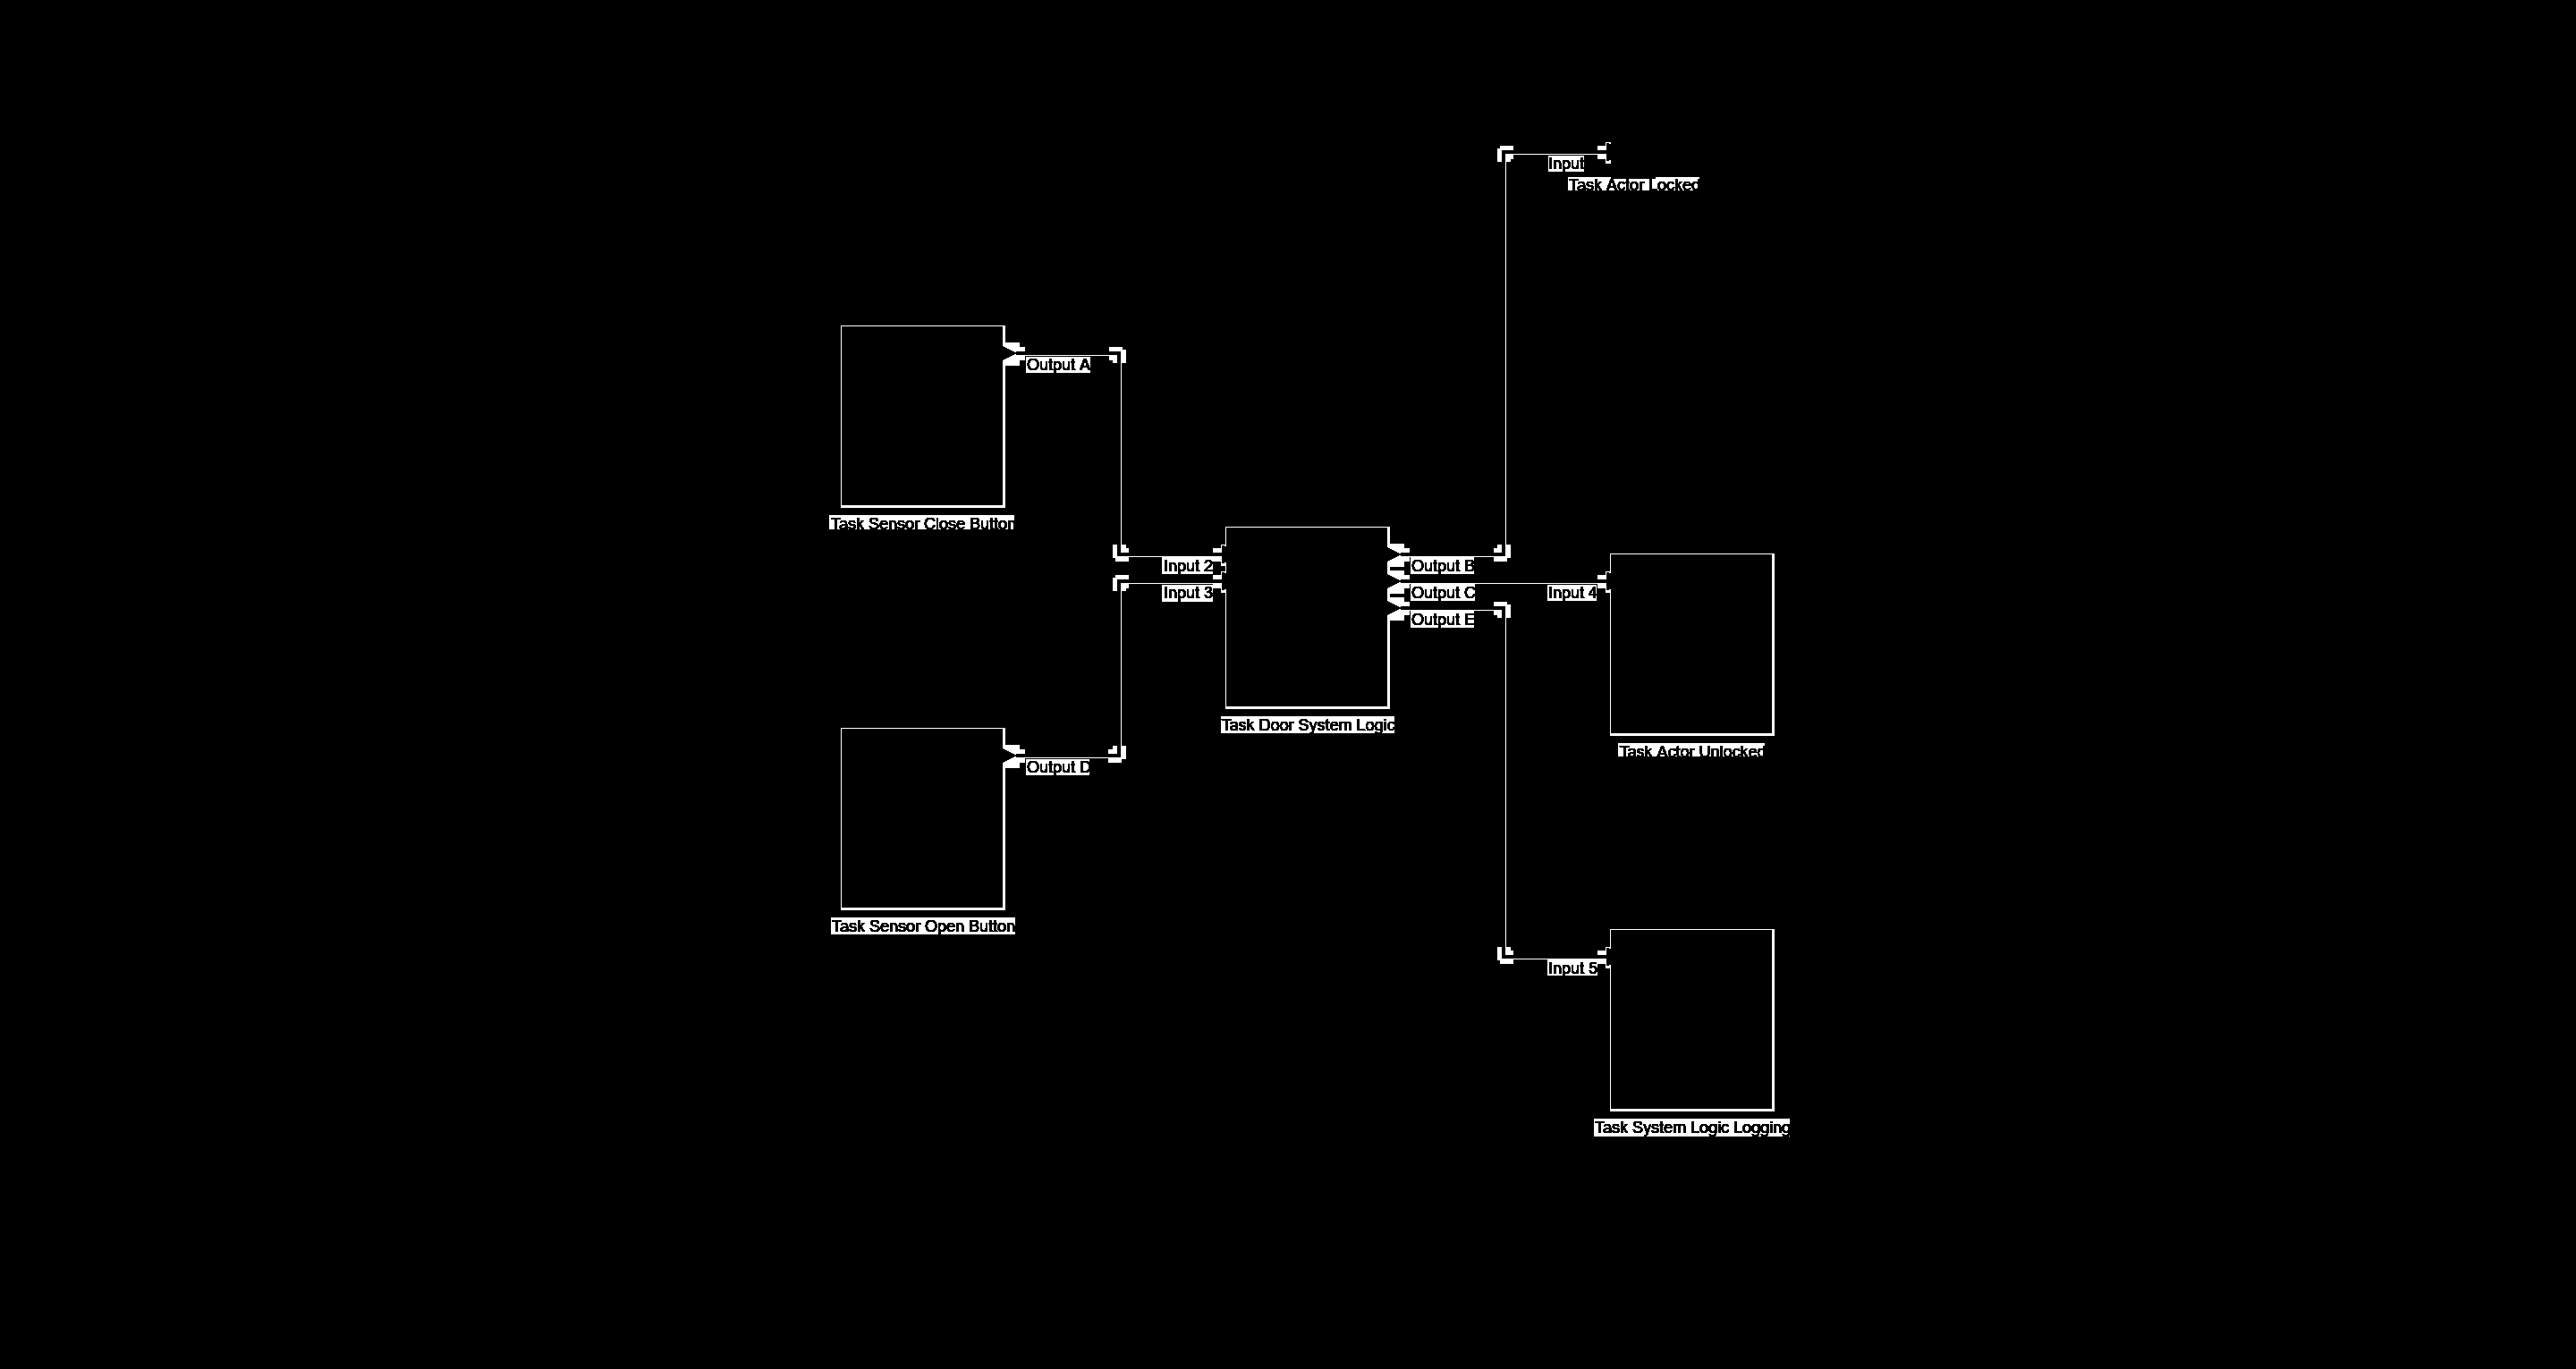 Input
Task Actor Locked
Output A
Task Sensor Close Button
Input 2
Output B
Input 3
Output C
Input 4
Output E
Task Door System Logic
Task Actor Unlocked
Output D
Task Sensor Open Button
Input 5
Task System Logic Logging